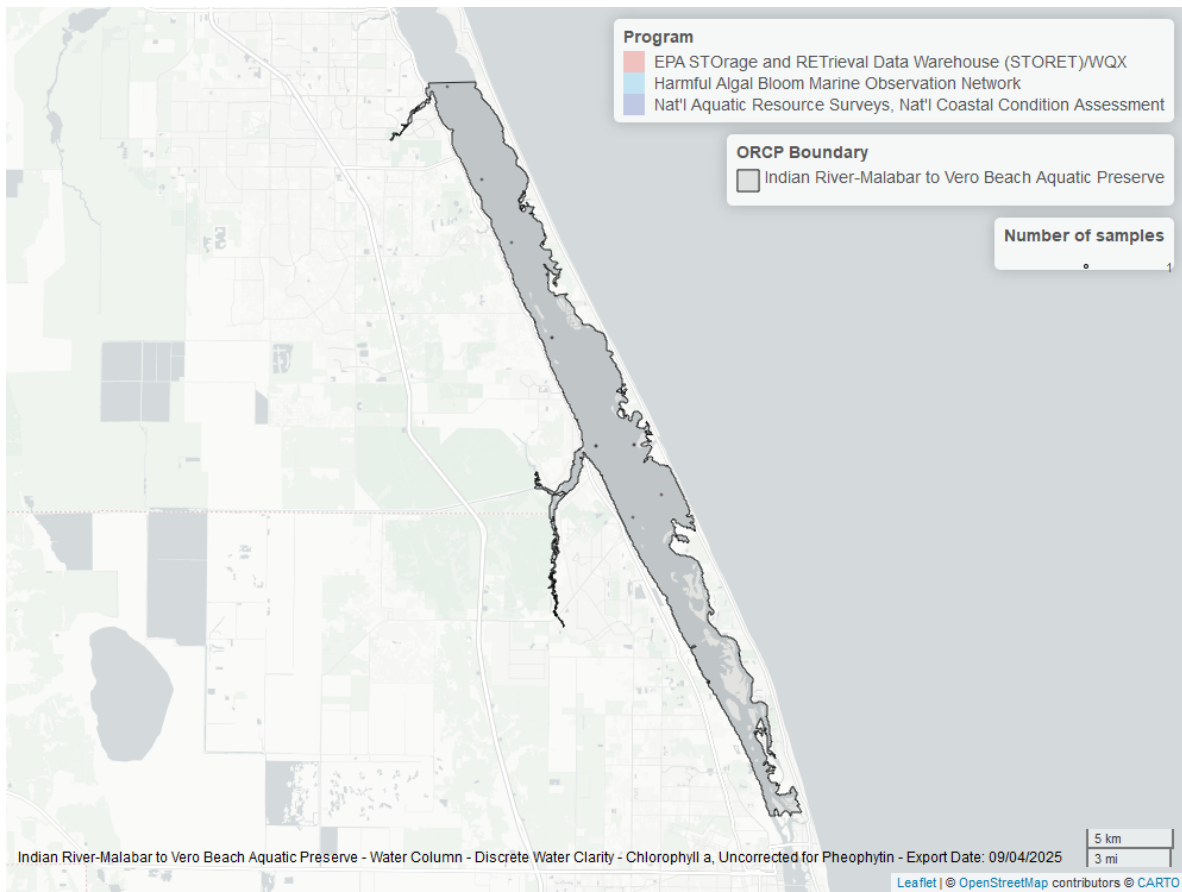 Program
EPA STOrage and RETrieval Data Warehouse (STORET)/WQX
Harmful Algal Bloom Marine Observation Network
Nat'l Aquatic Resource Surveys, Nat'l Coastal Condition Assessment
ORCP Boundary
Indian River-Malabar to Vero Beach Aquatic Preserve
Number of samples
1
5 km
3 mi
Indian River-Malabar to Vero Beach Aquatic Preserve - Water Column - Discrete Water Clarity - Chlorophyll a, Uncorrected for Pheophytin - Export Date: 09/04/2025
Leaflet | © OpenStreetMap contributors © CARTO